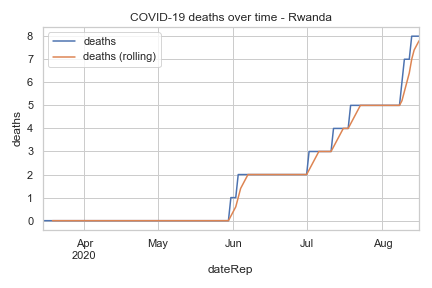 COVID-19 deaths over time - Rwanda
deaths
deaths (rolling)
8
7
6
5
4
3
2
1
0
deaths
Apr
2020
May
Jun
Jul
Aug
dateRep